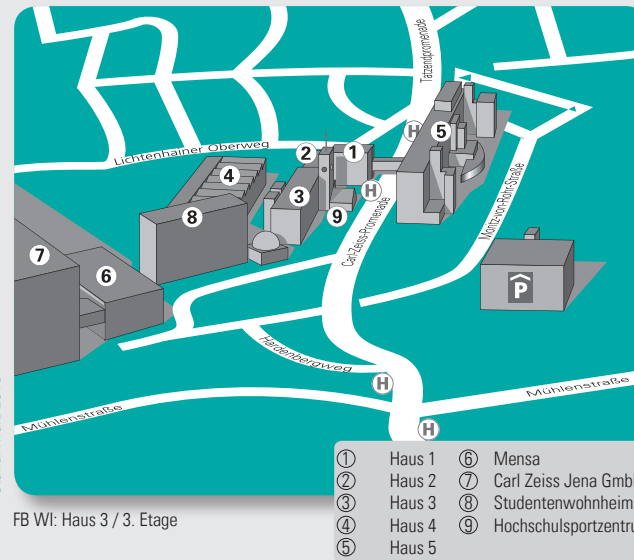 Tatzendpromenade
H
5
2
1
Lichtenhainer Oberweg
4
3
H
9
8
Carl-Zeiss-Promenade
Moritz-von-Rohr-Straße
7
6
P
Hardenbergweg
H
Mühlenstraße
Mühlenstraße
H
FB WI: Haus 3 / 3. Etage
① Haus 1 ⑥ Mensa
② Haus 2 ⑦ Carl Zeiss Jena Gmb
③ Haus 3 ⑧ Studentenwohnheim
④ Haus 4 ⑨ Hochschulsportzentru
⑤ Haus 5